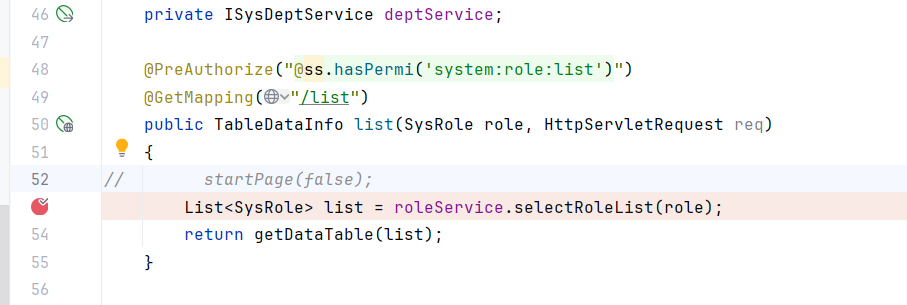 46 private ISysDeptService deptService;
47
48 @PreAuthorize("@ss.hasPermi('system:role:list')")
49 @GetMapping("/list")
50 public TableDataInfo list(SysRole role, HttpServletRequest req)
51 {
52 // startPage(false);
List<SysRole> list = roleService.selectRoleList(role);
54 return getDataTable(list);
55 }
56